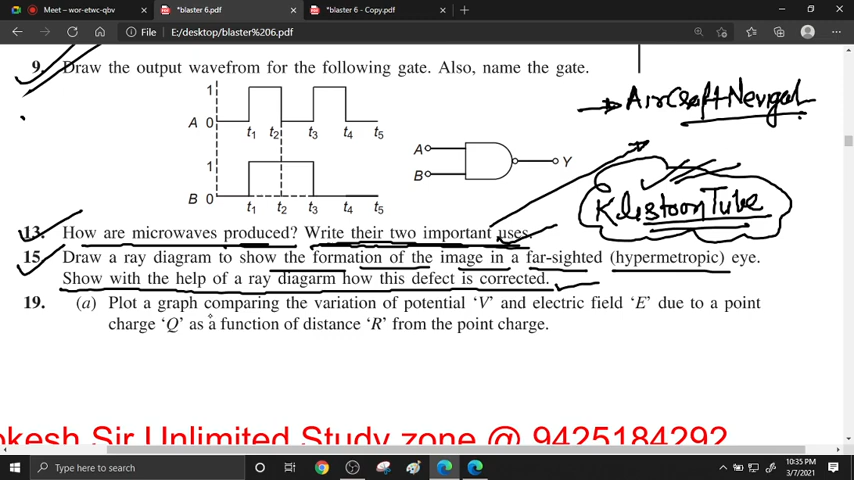 Meet – wor-etwc-qbv
*blaster 6.pdf
*blaster 6 - Copy.pdf
File E:/desktop/blaster%206.pdf
9. Draw the output wavefrom for the following gate. Also, name the gate.
1
A 0
t1 t2 t3 t4 t5
1
B 0
t1 t2 t3 t4 t5
A
B
Y
AirCraft Nevigat
Klistoon Tube
13. How are microwaves produced? Write their two important uses.
15. Draw a ray diagram to show the formation of the image in a far-sighted (hypermetropic) eye.
Show with the help of a ray diagarm how this defect is corrected.
19. (a) Plot a graph comparing the variation of potential ‘V’ and electric field ‘E’ due to a point
charge ‘Q’ as a function of distance ‘R’ from the point charge.
okesh Sir Unlimited Study zone @ 9425184292
Type here to search
10:35 PM
3/7/2021